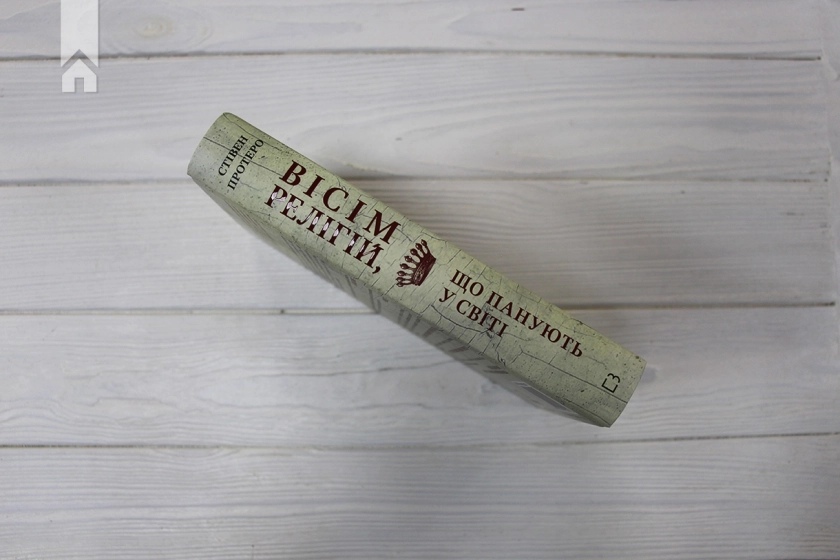 СТІВЕН
ПРОТЕРО
ВІСІМ
РЕЛІГІЙ,
ЩО ПАНУЮТЬ
У СВІТІ